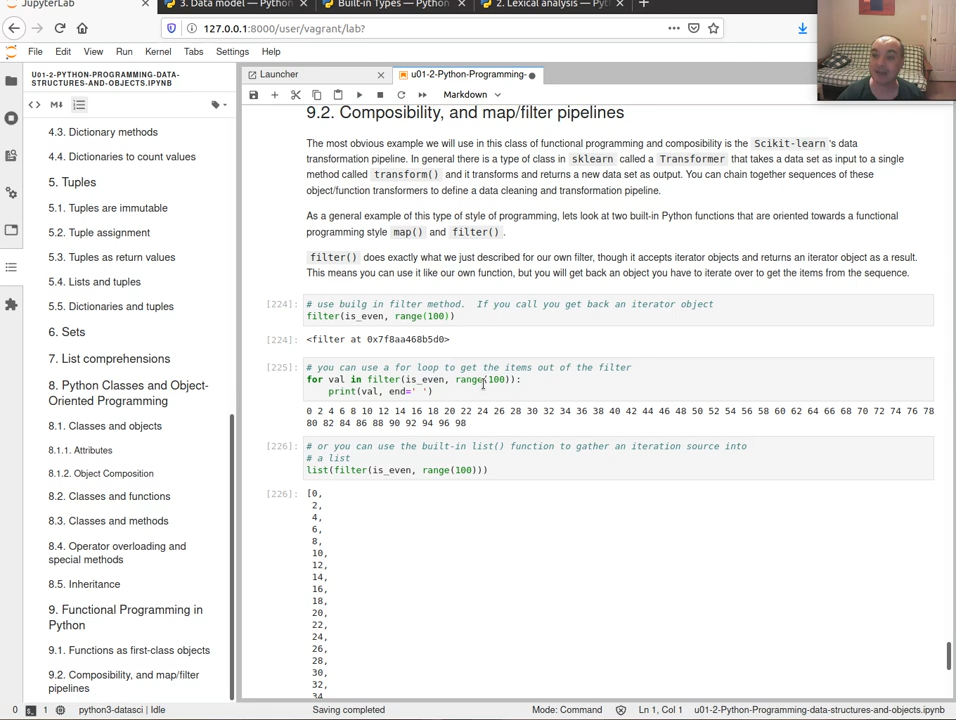 JupyterLab
3. Data model — Python
Built-in Types — Python
2. Lexical analysis — Pyt
127.0.0.1:8000/user/vagrant/lab?
File Edit View Run Kernel Tabs Settings Help
U01-2-PYTHON-PROGRAMMING-DATA-
STRUCTURES-AND-OBJECTS.IPYNB
4.3. Dictionary methods
4.4. Dictionaries to count values
5. Tuples
5.1. Tuples are immutable
5.2. Tuple assignment
5.3. Tuples as return values
5.4. Lists and tuples
5.5. Dictionaries and tuples
6. Sets
7. List comprehensions
8. Python Classes and Object-
Oriented Programming
8.1. Classes and objects
8.1.1. Attributes
8.1.2. Object Composition
8.2. Classes and functions
8.3. Classes and methods
8.4. Operator overloading and
special methods
8.5. Inheritance
9. Functional Programming in
Python
9.1. Functions as first-class objects
9.2. Composibility, and map/filter
pipelines
Launcher
u01-2-Python-Programming-
Markdown
9.2. Composibility, and map/filter pipelines
The most obvious example we will use in this class of functional programming and composibility is the Scikit-learn 's data
transformation pipeline. In general there is a type of class in sklearn called a Transformer that takes a data set as input to a single
method called transform() and it transforms and returns a new data set as output. You can chain together sequences of these
object/function transformers to define a data cleaning and transformation pipeline.
As a general example of this type of style of programming, lets look at two built-in Python functions that are oriented towards a functional
programming style map() and filter() .
filter() does exactly what we just described for our own filter, though it accepts iterator objects and returns an iterator object as a result.
This means you can use it like our own function, but you will get back an object you have to iterate over to get the items from the sequence.
[224]: # use builg in filter method. If you call you get back an iterator object
filter(is_even, range(100))
[224]: <filter at 0x7f8aa468b5d0>
[225]: # you can use a for loop to get the items out of the filter
for val in filter(is_even, range(100)):
print(val, end=' ')
0 2 4 6 8 10 12 14 16 18 20 22 24 26 28 30 32 34 36 38 40 42 44 46 48 50 52 54 56 58 60 62 64 66 68 70 72 74 76 78
80 82 84 86 88 90 92 94 96 98
[226]: # or you can use the built-in list() function to gather an iteration source into
# a list
list(filter(is_even, range(100)))
[226]: [0,
2,
4,
6,
8,
10,
12,
14,
16,
18,
20,
22,
24,
26,
28,
30,
32,
34
0 1 python3-datasci | Idle Saving completed Mode: Command Ln 1, Col 1 u01-2-Python-Programming-data-structures-and-objects.ipynb